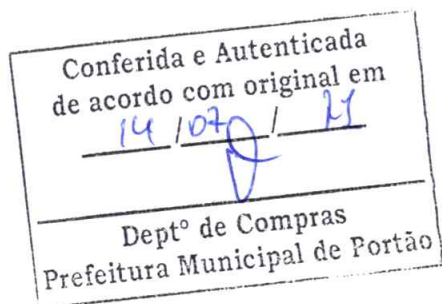 Conferida e Autenticada
de acordo com original em
14 / 07 / 21
Deptº de Compras
Prefeitura Municipal de Portão